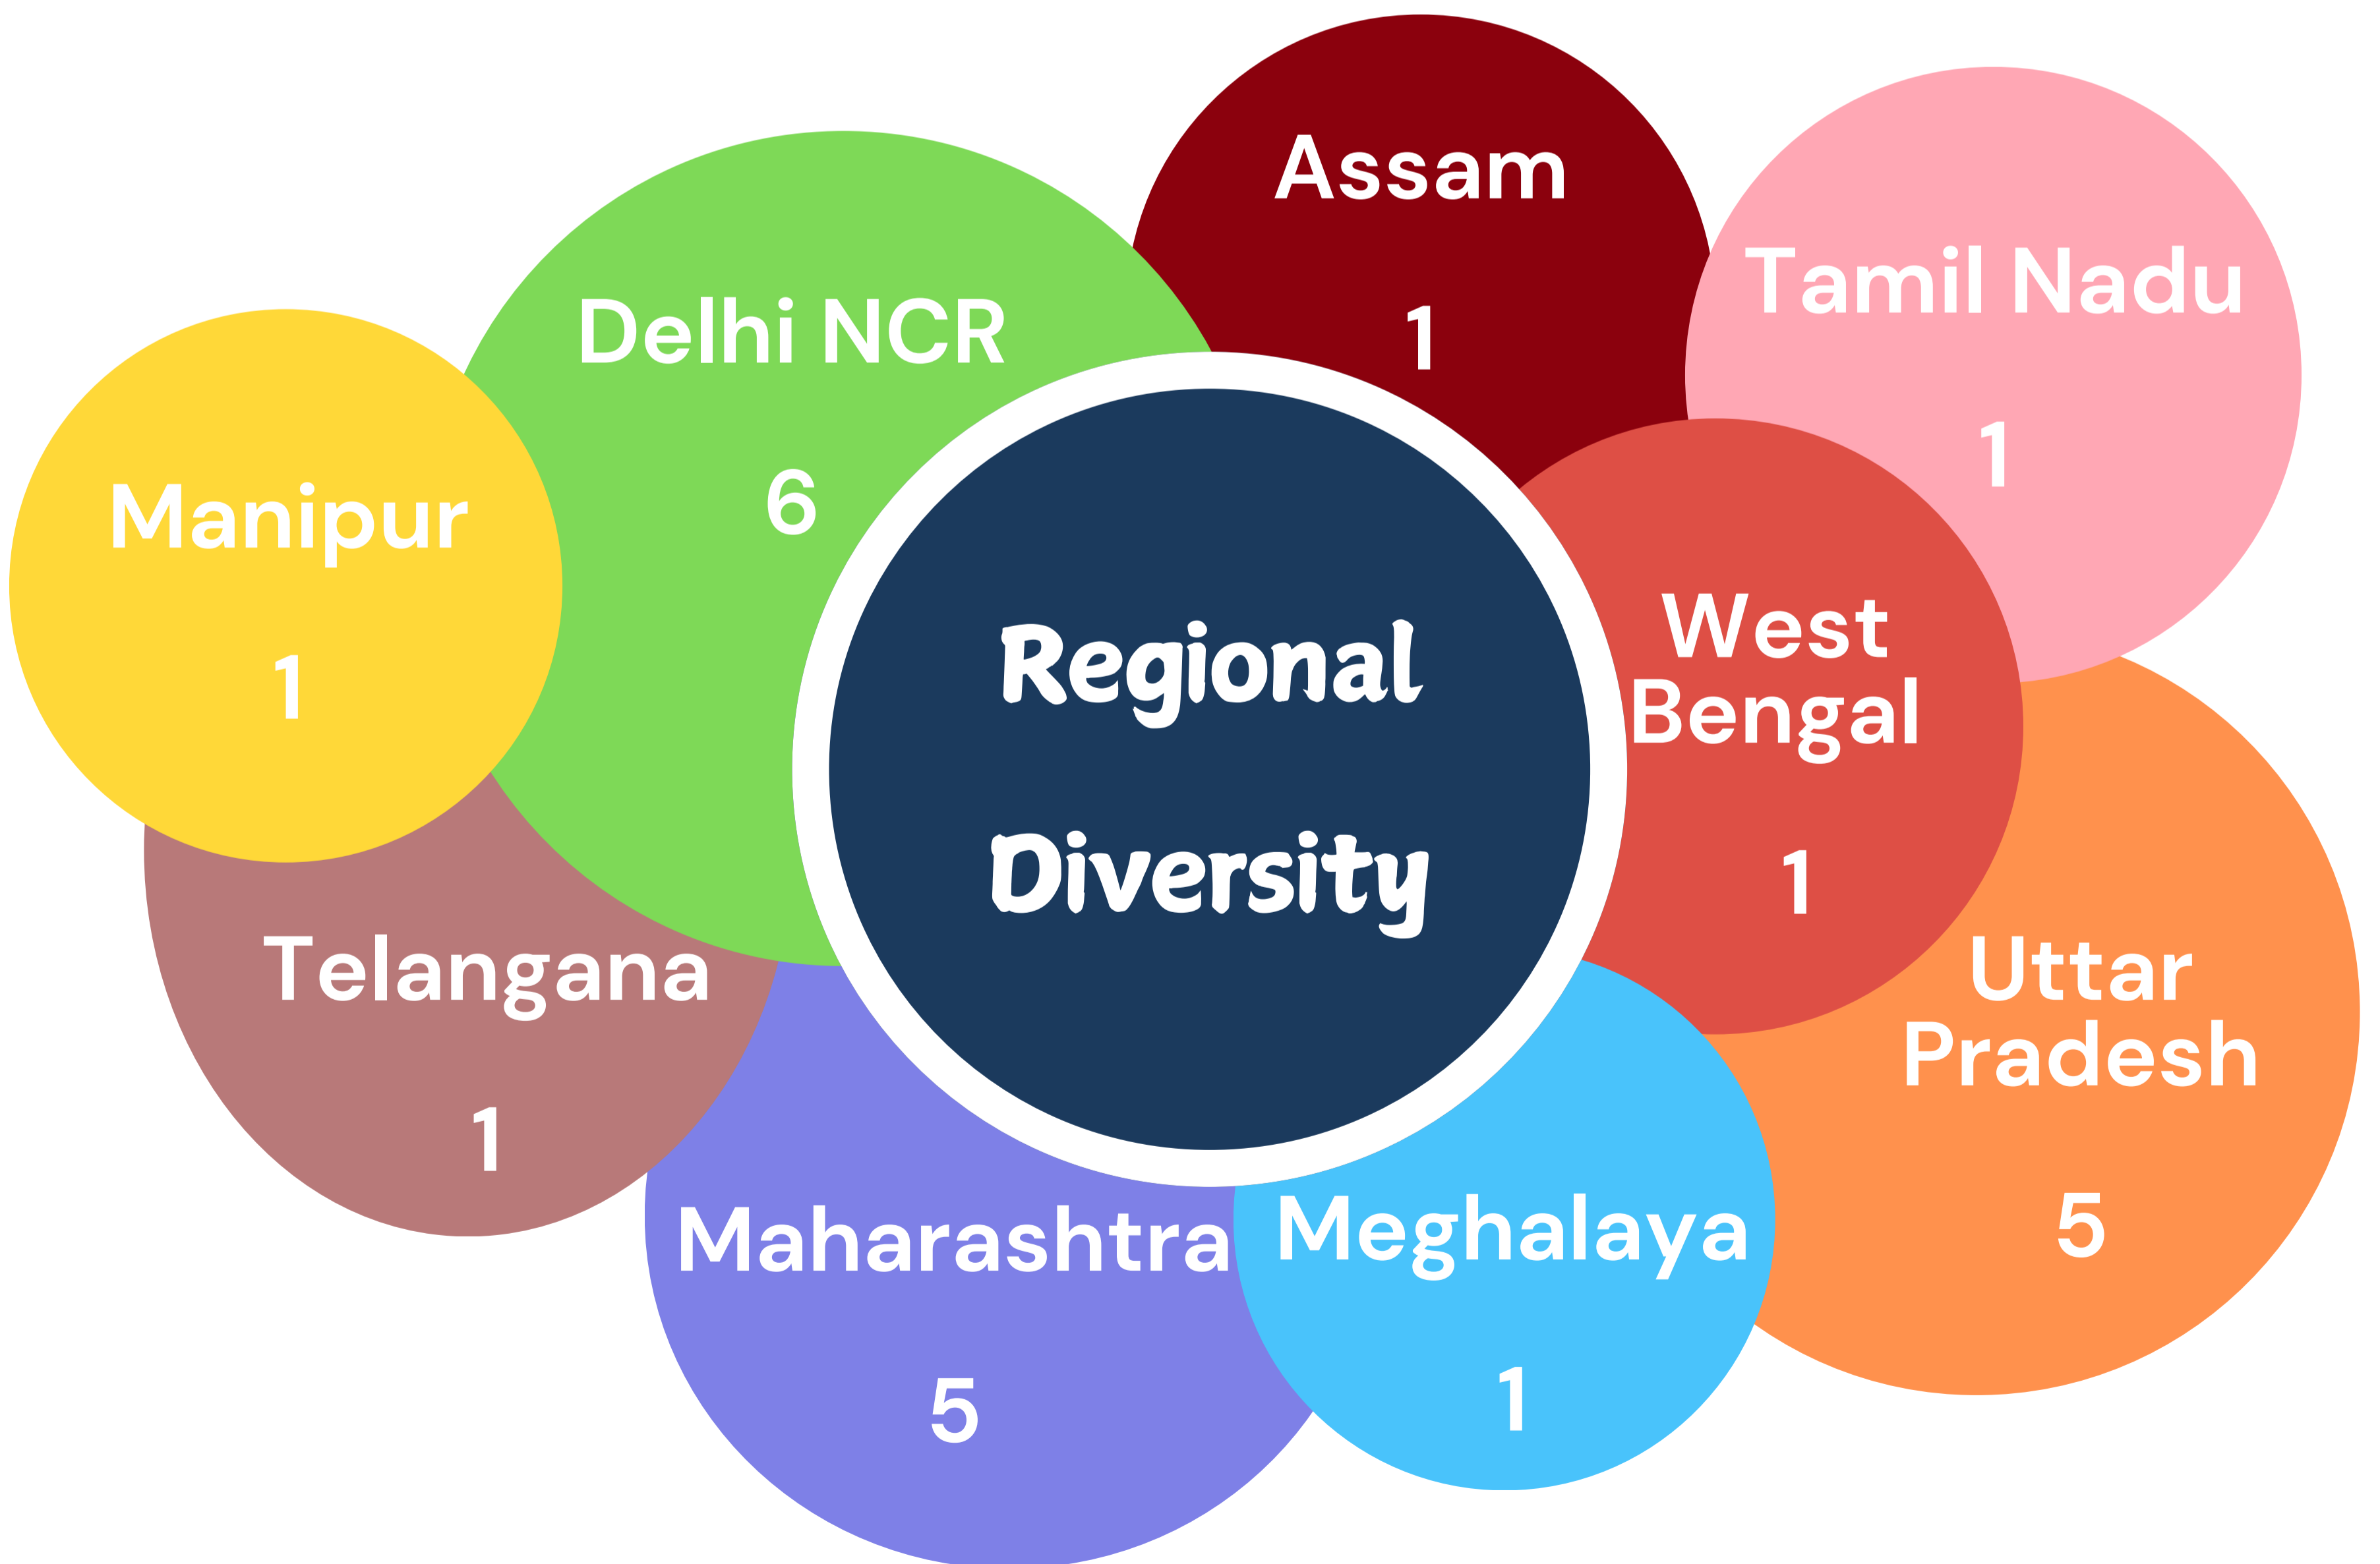 Assam
1
Tamil Nadu
1
Delhi NCR
6
Manipur
1
Regional
Diversity
West
Bengal
1
Telangana
1
Uttar
Pradesh
5
Maharashtra
5
Meghalaya
1